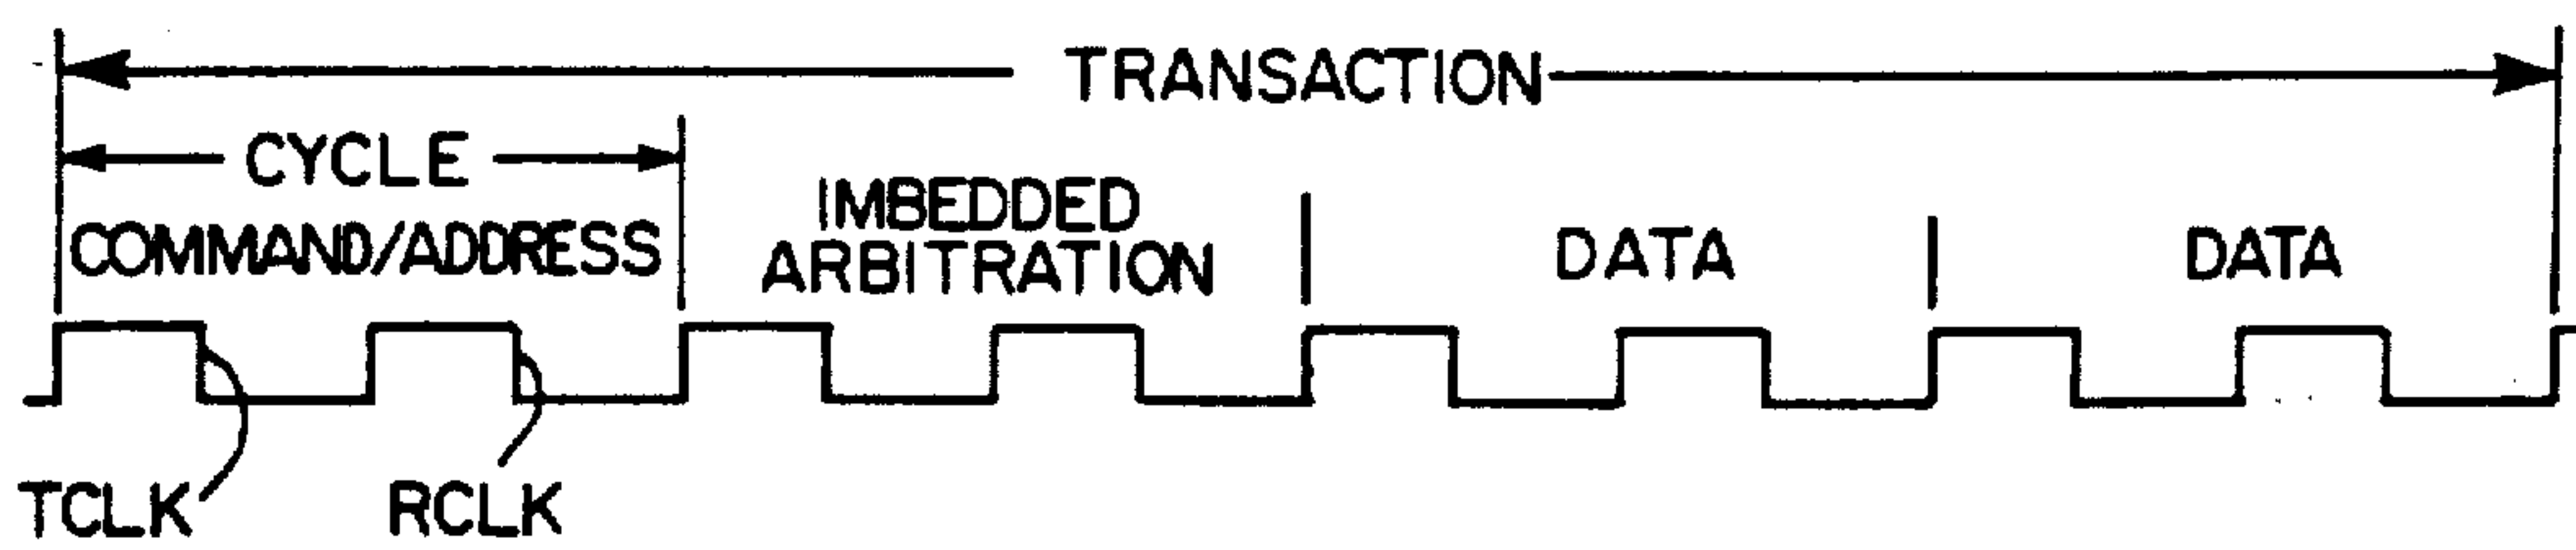 TRANSACTION
CYCLE
COMMAND/ADDRESS
IMBEDDED
ARBITRATION
DATA
DATA
TCLK
RCLK